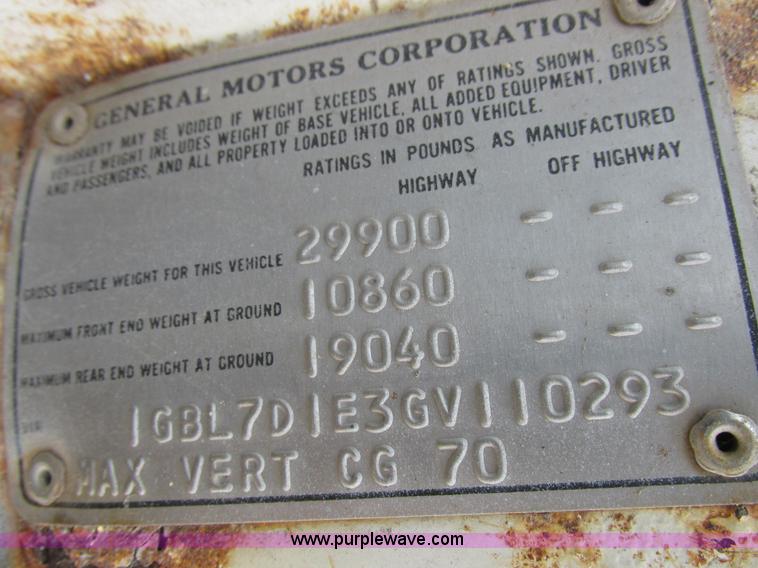 GENERAL MOTORS CORPORATION
WARRANTY MAY BE VOIDED IF WEIGHT EXCEEDS ANY OF RATINGS SHOWN. GROSS
VEHICLE WEIGHT INCLUDES WEIGHT OF BASE VEHICLE, ALL ADDED EQUIPMENT, DRIVER
AND PASSENGERS, AND ALL PROPERTY LOADED INTO OR ONTO VEHICLE.
RATINGS IN POUNDS AS MANUFACTURED
HIGHWAY OFF HIGHWAY
GROSS VEHICLE WEIGHT FOR THIS VEHICLE 29900 - - -
MAXIMUM FRONT END WEIGHT AT GROUND 10860 - - -
MAXIMUM REAR END WEIGHT AT GROUND 19040 - - -
1GBL7D1E3GV110293
MAX VERT CG 70
www.purplewave.com